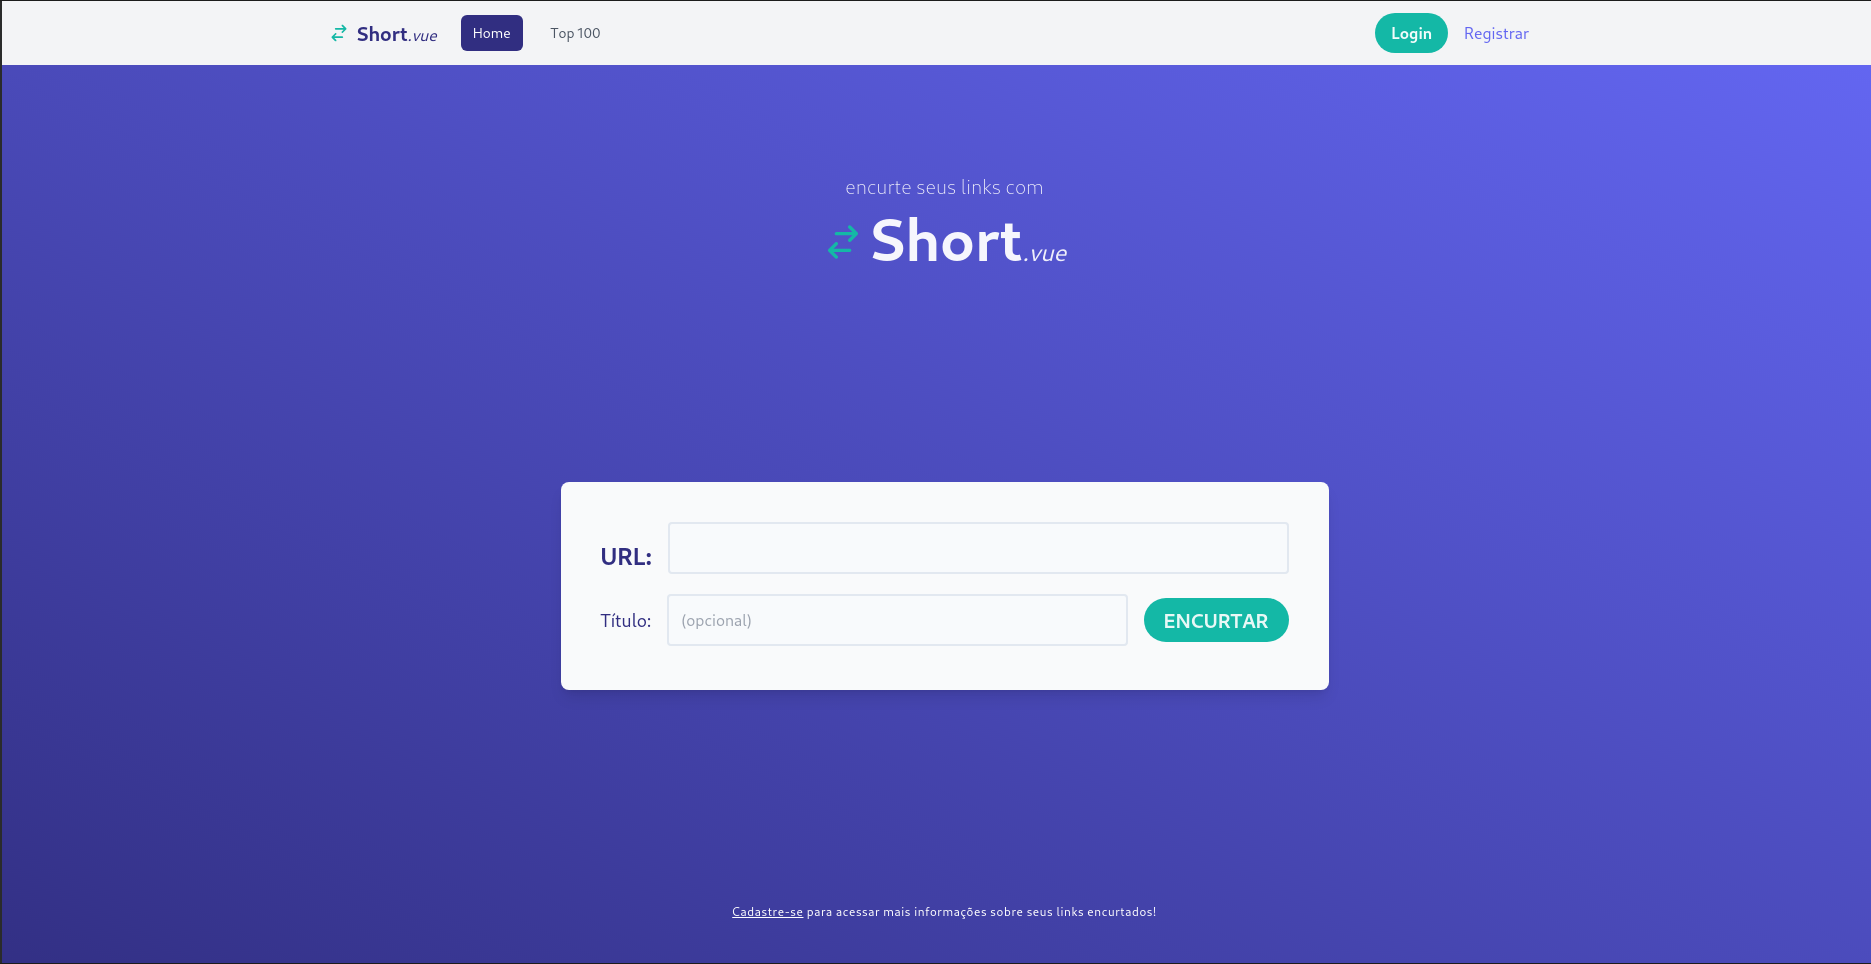 Short.vue Home Top 100 Login Registrar
encurte seus links com
Short.vue
URL:
Título: (opcional) ENCURTAR
Cadastre-se para acessar mais informações sobre seus links encurtados!